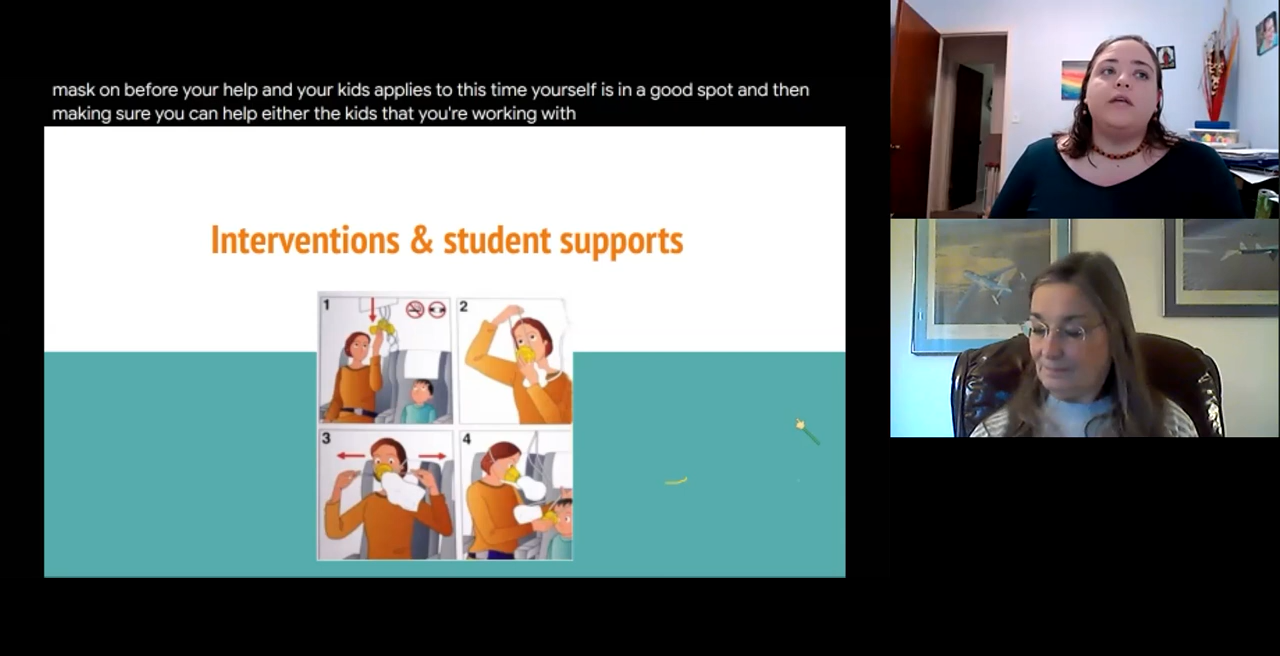 mask on before your help and your kids applies to this time yourself is in a good spot and then
making sure you can help either the kids that you're working with
Interventions & student supports
1
2
3
4